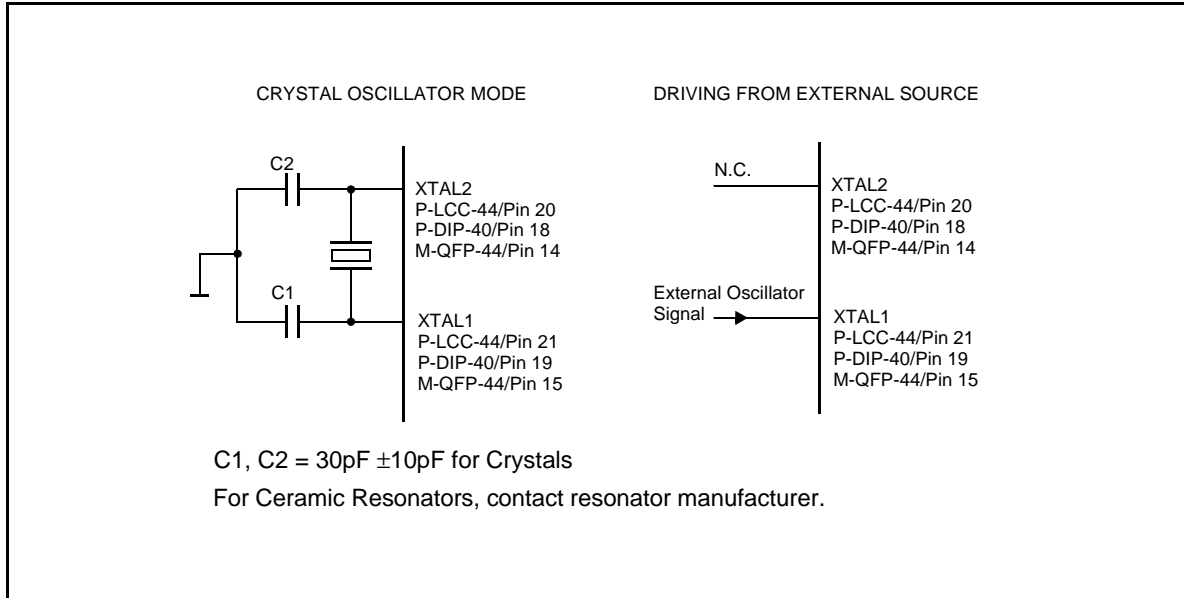 CRYSTAL OSCILLATOR MODE
C2
XTAL2
P-LCC-44/Pin 20
P-DIP-40/Pin 18
M-QFP-44/Pin 14
C1
XTAL1
P-LCC-44/Pin 21
P-DIP-40/Pin 19
M-QFP-44/Pin 15
DRIVING FROM EXTERNAL SOURCE
N.C.
XTAL2
P-LCC-44/Pin 20
P-DIP-40/Pin 18
M-QFP-44/Pin 14
External Oscillator
Signal
XTAL1
P-LCC-44/Pin 21
P-DIP-40/Pin 19
M-QFP-44/Pin 15
C1, C2 = 30pF ±10pF for Crystals
For Ceramic Resonators, contact resonator manufacturer.